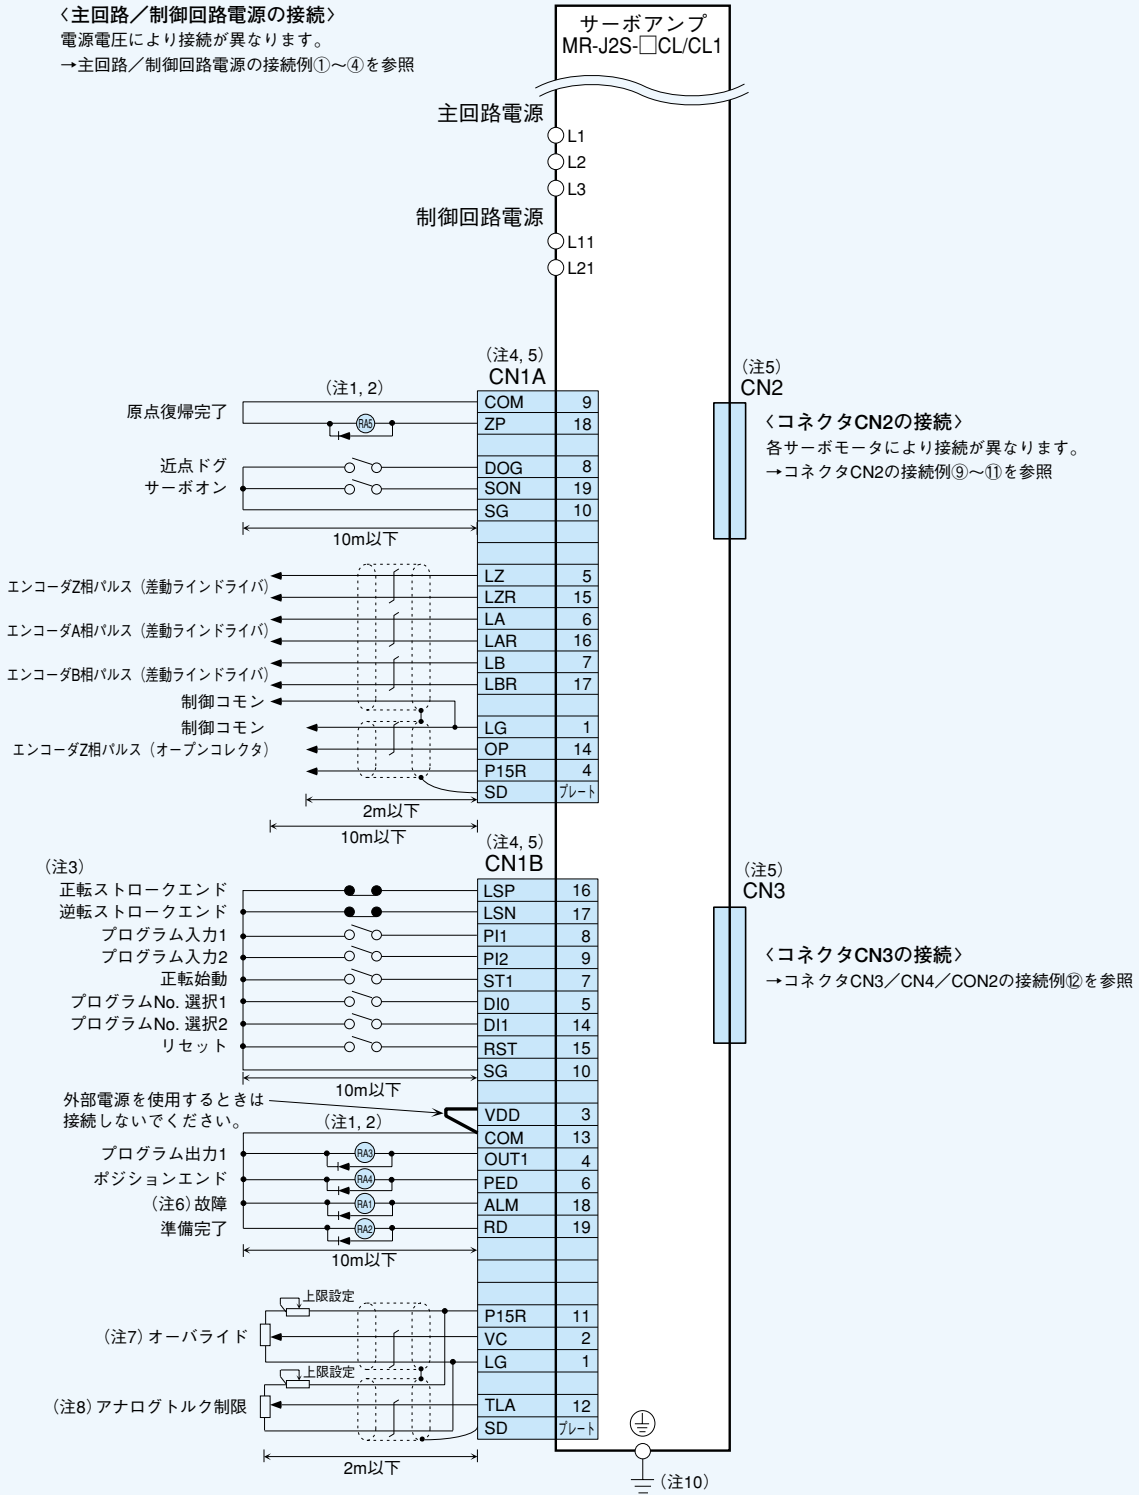 〈主回路／制御回路電源の接続〉
電源電圧により接続が異なります。
→主回路／制御回路電源の接続例①〜④を参照
サーボアンプ
MR-J2S-□CL/CL1
主回路電源
L1
L2
L3
制御回路電源
L11
L21
（注4, 5）
CN1A
（注1, 2）
原点復帰完了
COM 9
RA5
ZP 18
近点ドグ
DOG 8
サーボオン
SON 19
SG 10
10m以下
LZ 5
エンコーダZ相パルス（差動ラインドライバ）
LZR 15
LA 6
エンコーダA相パルス（差動ラインドライバ）
LAR 16
LB 7
エンコーダB相パルス（差動ラインドライバ）
LBR 17
制御コモン
制御コモン
LG 1
エンコーダZ相パルス（オープンコレクタ）
OP 14
P15R 4
SD プレート
2m以下
10m以下
（注5）
CN2
〈コネクタCN2の接続〉
各サーボモータにより接続が異なります。
→コネクタCN2の接続例⑨〜⑪を参照
（注4, 5）
CN1B
（注3）
正転ストロークエンド
LSP 16
逆転ストロークエンド
LSN 17
プログラム入力1
PI1 8
プログラム入力2
PI2 9
正転始動
ST1 7
プログラムNo. 選択1
DI0 5
プログラムNo. 選択2
DI1 14
リセット
RST 15
SG 10
10m以下
外部電源を使用するときは
接続しないでください。
VDD 3
（注1, 2）
COM 13
プログラム出力1
RA3
OUT1 4
ポジションエンド
RA4
PED 6
（注6）故障
RA1
ALM 18
準備完了
RA2
RD 19
10m以下
上限設定
P15R 11
（注7）オーバライド
VC 2
LG 1
上限設定
（注8）アナログトルク制限
TLA 12
SD プレート
2m以下
（注5）
CN3
〈コネクタCN3の接続〉
→コネクタCN3／CN4／CON2の接続例⑫を参照
（注10）